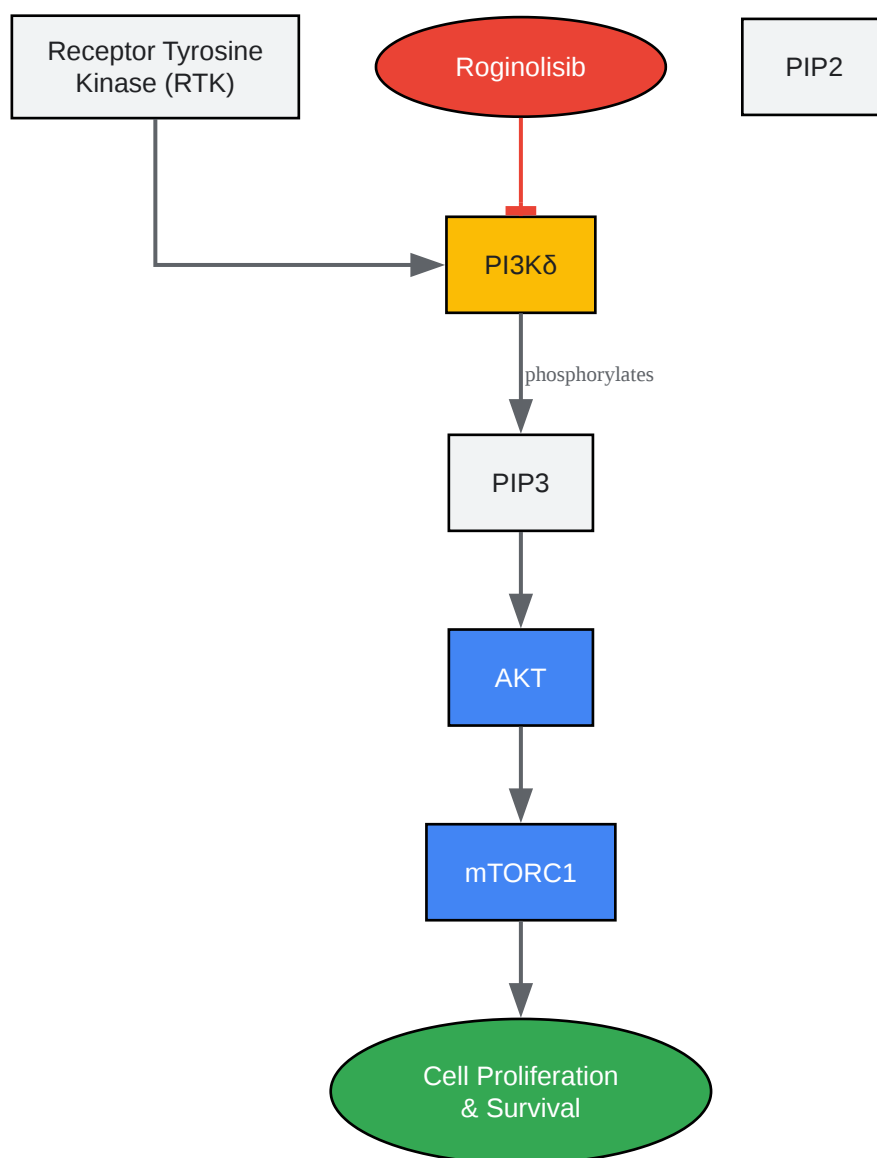 Receptor Tyrosine
Kinase (RTK)
Roginolisib
PIP2
PI3Kδ
phosphorylates
PIP3
AKT
mTORC1
Cell Proliferation
& Survival